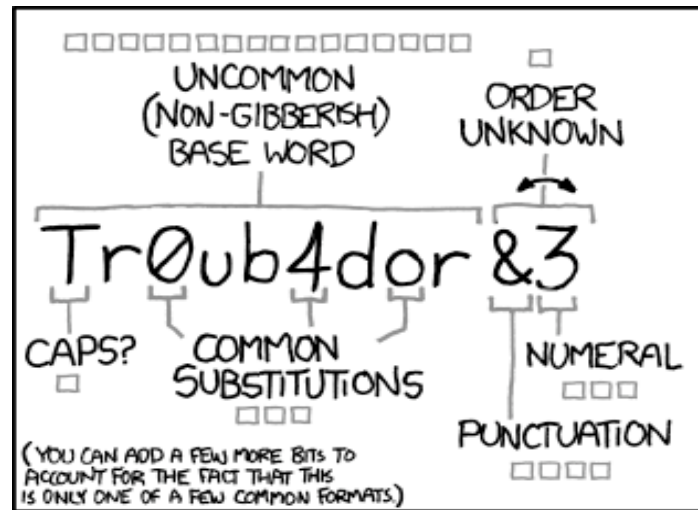 UNCOMMON
(NON-GIBBERISH)
BASE WORD
ORDER
UNKNOWN
Tr0ub4dor &3
CAPS?
COMMON
SUBSTITUTIONS
NUMERAL
PUNCTUATION
(YOU CAN ADD A FEW MORE BITS TO
ACCOUNT FOR THE FACT THAT THIS
IS ONLY ONE OF A FEW COMMON FORMATS.)